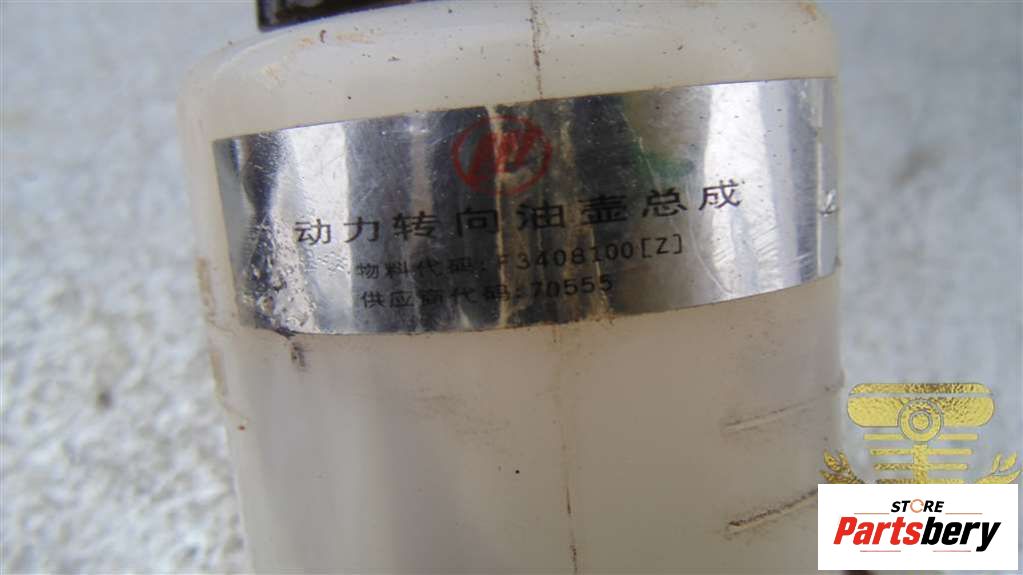 动力转向油壶总成
物料代码:F3408100[Z]
供应商代码:70555
STORE
Partsbery